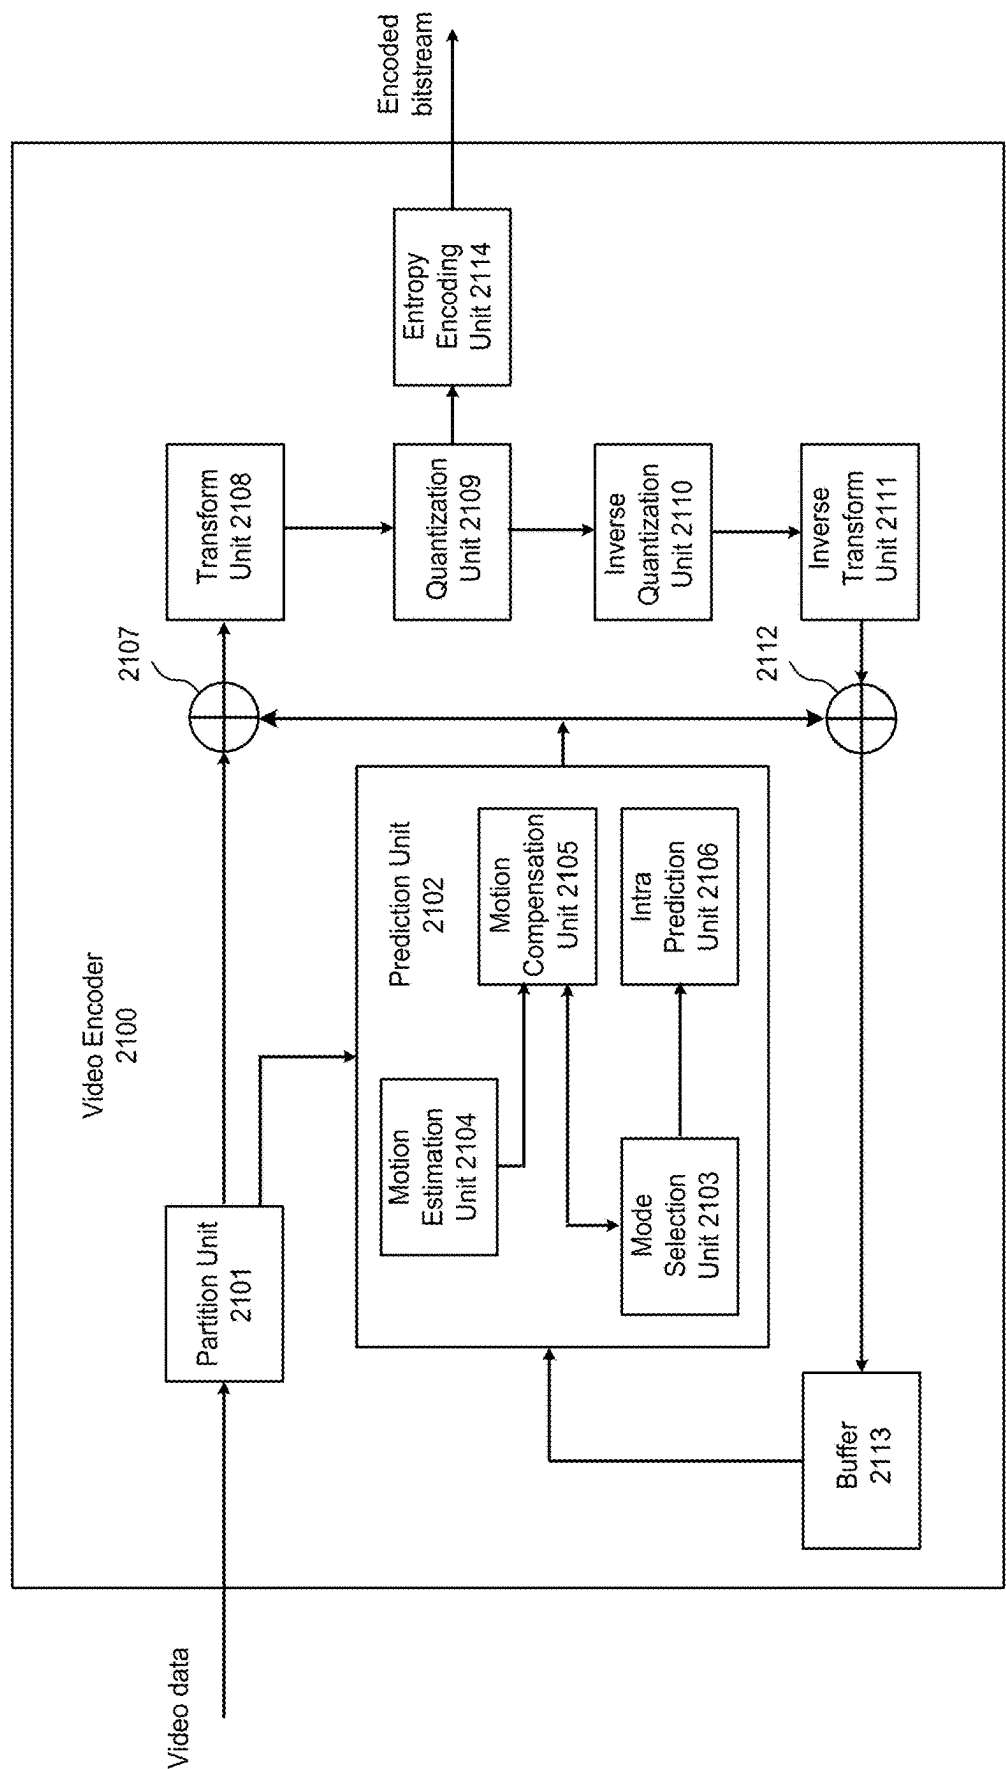 Video data
Video Encoder
2100
Partition Unit
2101
2107
Transform
Unit 2108
Prediction Unit
2102
Motion
Estimation
Unit 2104
Motion
Compensation
Unit 2105
Mode
Selection
Unit 2103
Intra
Prediction
Unit 2106
Quantization
Unit 2109
Entropy
Encoding
Unit 2114
Encoded
bitstream
Inverse
Quantization
Unit 2110
Inverse
Transform
Unit 2111
2112
Buffer
2113